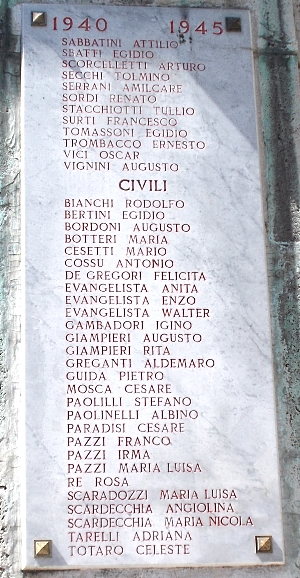 1940 1945
SABBATINI ATTILIO
SBAFFI EGIDIO
SCORCELLETTI ARTURO
SECCHI TOLMINO
SERRANI AMILCARE
SORDI RENATO
STACCHIOTTI TULLIO
SURTI FRANCESCO
TOMASSONI EGIDIO
TROMBACCO ERNESTO
VICI OSCAR
VIGNINI AUGUSTO
CIVILI
BIANCHI RODOLFO
BERTINI EGIDIO
BORDONI AUGUSTO
BOTTERI MARIA
CESETTI MARIO
COSSU ANTONIO
DE GREGORI FELICITA
EVANGELISTA ANITA
EVANGELISTA ENZO
EVANGELISTA WALTER
GAMBADORI IGINO
GIAMPIERI AUGUSTO
GIAMPIERI RITA
GREGANTI ALDEMARO
GUIDA PIETRO
MOSCA CESARE
PAOLILLI STEFANO
PAOLINELLI ALBINO
PARADISI CESARE
PAZZI FRANCO
PAZZI IRMA
PAZZI MARIA LUISA
RE ROSA
SCARADOZZI MARIA LUISA
SCARDECCHIA ANGIOLINA
SCARDECCHIA MARIA NICOLA
TARELLI ADRIANA
TOTARO CELESTE